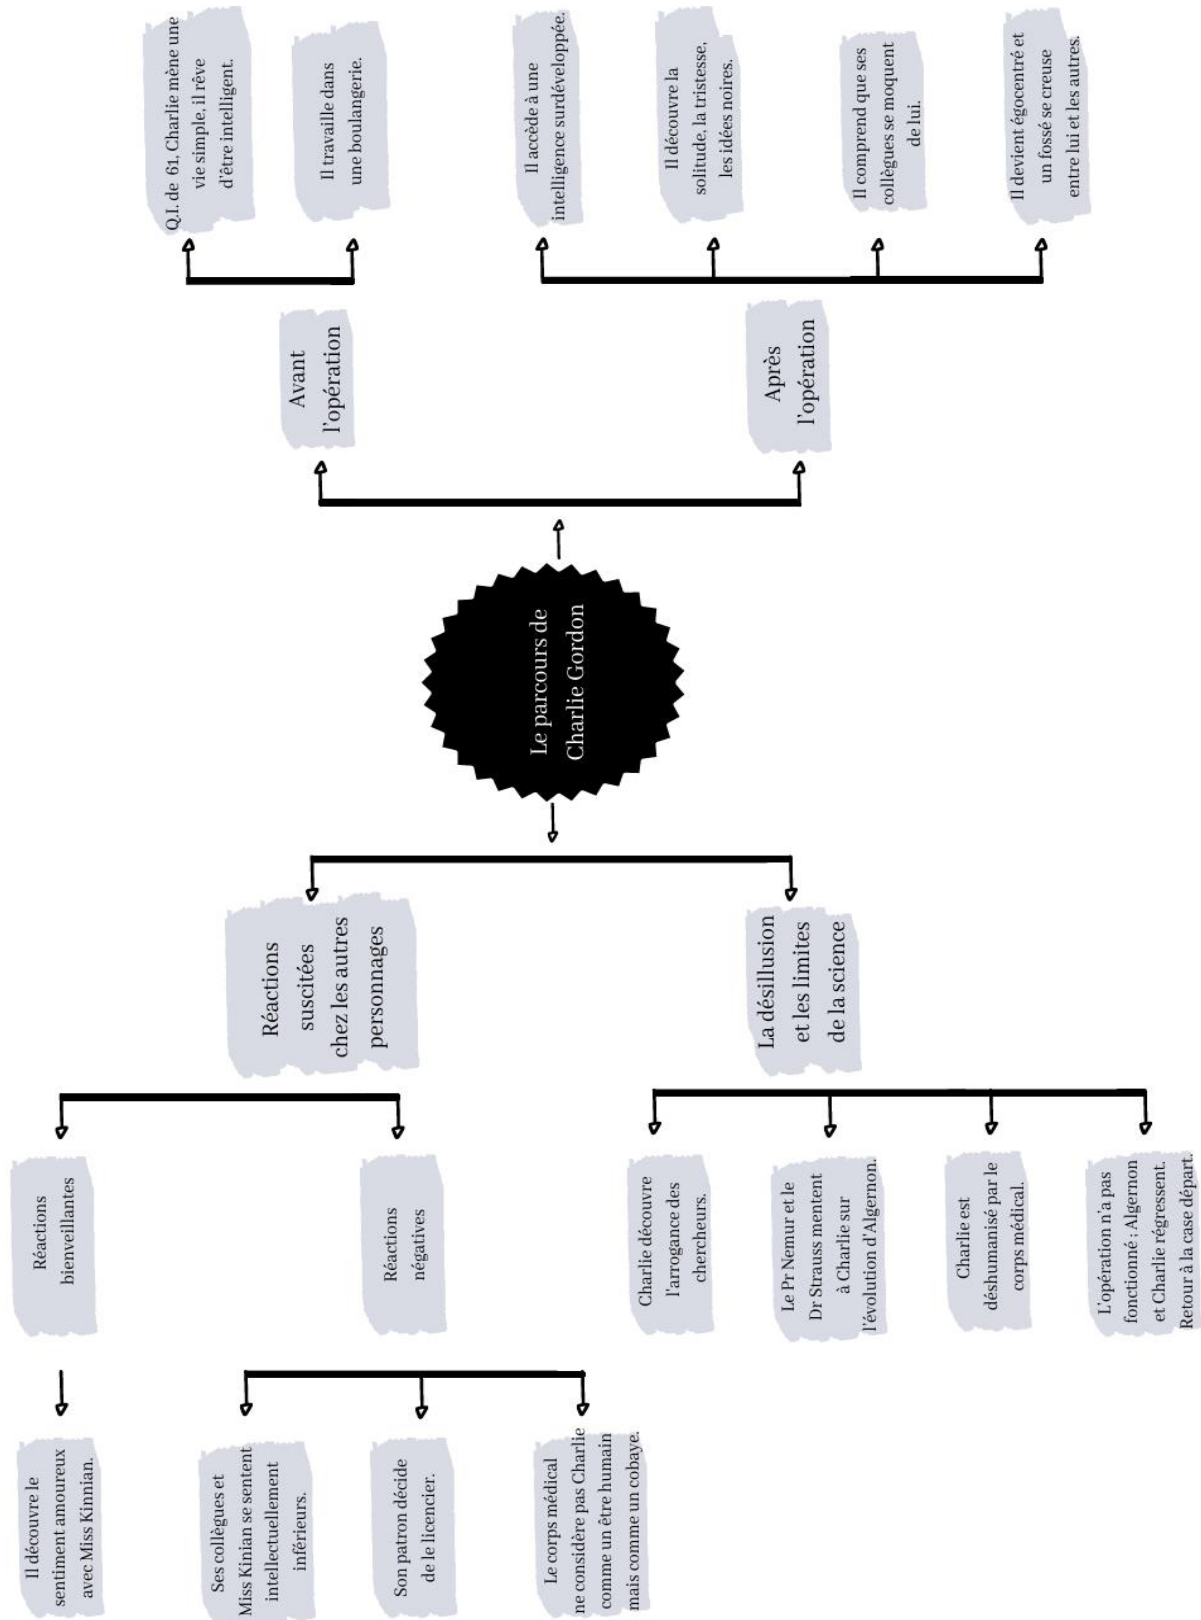 Le parcours de
Charlie Gordon
Avant
l'opération
Q.I. de 61, Charlie mène une
vie simple, il rêve
d'être intelligent.
Il travaille dans
une boulangerie.
Après
l'opération
Il accède à une
intelligence surdéveloppée.
Il découvre la
solitude, la tristesse,
les idées noires.
Il comprend que ses
collègues se moquent
de lui.
Il devient égocentré et
un fossé se creuse
entre lui et les autres.
Réactions
suscitées
chez les autres
personnages
Réactions
bienveillantes
Il découvre le
sentiment amoureux
avec Miss Kinnian.
Réactions
négatives
Ses collègues et
Miss Kinian se sentent
intellectuellement
inférieurs.
Son patron décide
de le licencier.
Le corps médical
ne considère pas Charlie
comme un être humain
mais comme un cobaye.
La désillusion
et les limites
de la science
Charlie découvre
l'arrogance des
chercheurs.
Le Pr Nemur et le
Dr Strauss mentent
à Charlie sur
l'évolution d'Algernon.
Charlie est
déshumanisé par le
corps médical.
L'opération n'a pas
fonctionné ; Algernon
et Charlie régressent.
Retour à la case départ.